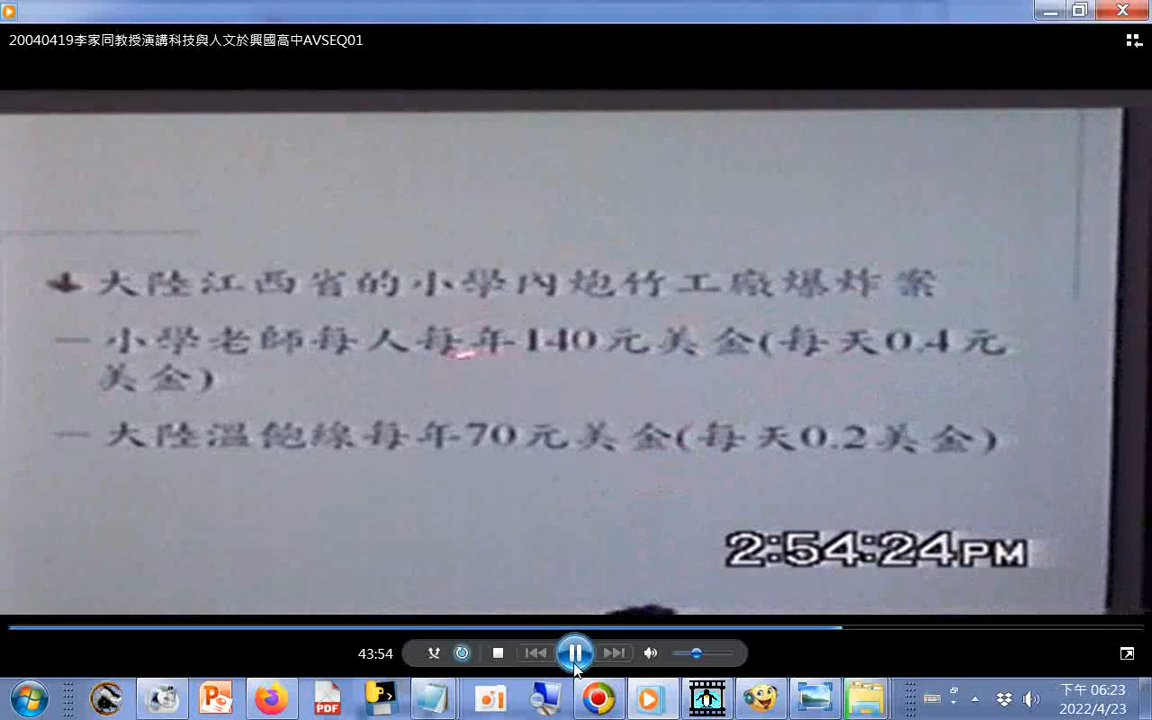 20040419李家同教授演講科技與人文於興國高中AVSEQ01
大陸江西省的小學內炮竹工廠爆炸案
一小學老師每人每年140元美金(每天0.4元
美金)
一大陸溫飽線每年70元美金(每天0.2美金)
2:54:24PM
43:54
PDF
下午 06:23
2022/4/23